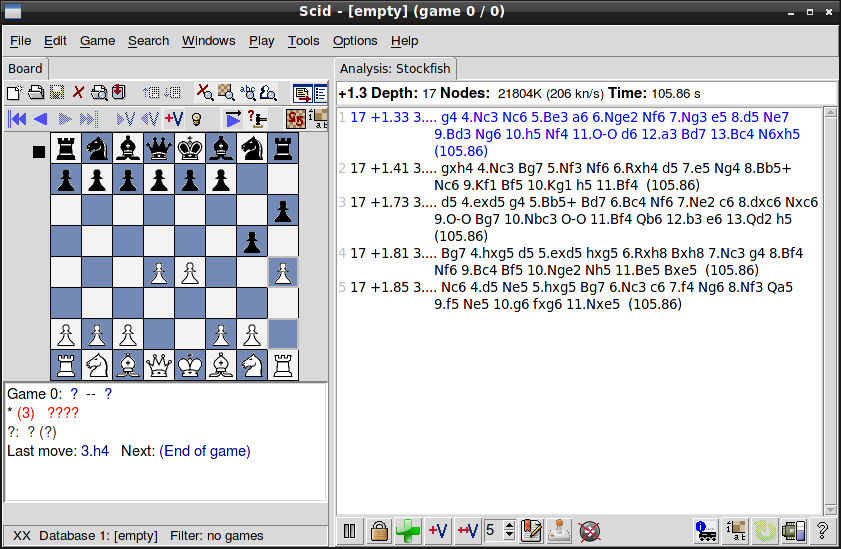 Scid - [empty] (game 0 / 0)
File Edit Game Search Windows Play Tools Options Help
Board
Analysis: Stockfish
+1.3 Depth: 17 Nodes: 21804K (206 kn/s) Time: 105.86 s
1 17 +1.33 3.... g4 4.Nc3 Nc6 5.Be3 a6 6.Nge2 Nf6 7.Ng3 e5 8.d5 Ne7
9.Bd3 Ng6 10.h5 Nf4 11.O-O d6 12.a3 Bd7 13.Bc4 N6xh5
(105.86)
2 17 +1.41 3.... gxh4 4.Nc3 Bg7 5.Nf3 Nf6 6.Rxh4 d5 7.e5 Ng4 8.Bb5+
Nc6 9.Kf1 Bf5 10.Kg1 h5 11.Bf4 (105.86)
3 17 +1.73 3.... d5 4.exd5 g4 5.Bb5+ Bd7 6.Bc4 Nf6 7.Ne2 c6 8.dxc6 Nxc6
9.O-O Bg7 10.Nbc3 O-O 11.Bf4 Qb6 12.b3 e6 13.Qd2 h5
(105.86)
4 17 +1.81 3.... Bg7 4.hxg5 d5 5.exd5 hxg5 6.Rxh8 Bxh8 7.Nc3 g4 8.Bf4
Nf6 9.Bc4 Bf5 10.Nge2 Nh5 11.Be5 Bxe5 (105.86)
5 17 +1.85 3.... Nc6 4.d5 Ne5 5.hxg5 Bg7 6.Nc3 c6 7.f4 Ng6 8.Nf3 Qa5
9.f5 Ne5 10.g6 fxg6 11.Nxe5 (105.86)
Game 0: ? -- ?
* (3) ????
?: ? (?)
Last move: 3.h4 Next: (End of game)
XX Database 1: [empty] Filter: no games
+V
+V
++V
5
?